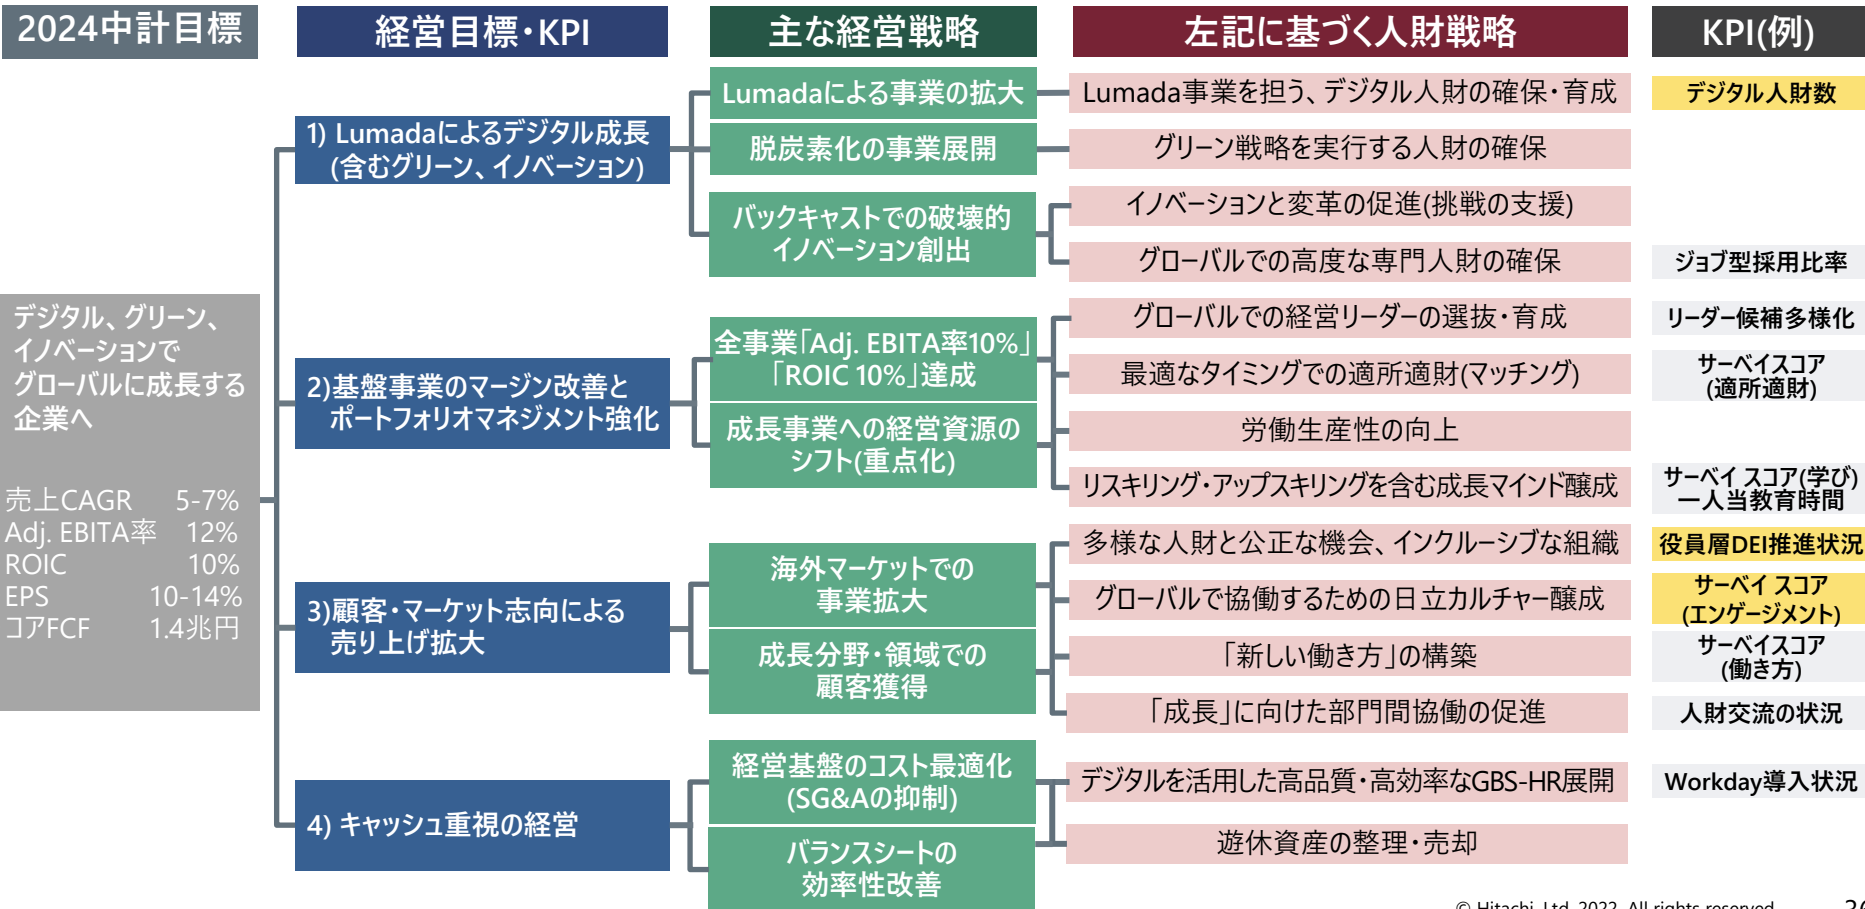 2024中計目標
経営目標・KPI
主な経営戦略
左記に基づく人財戦略
KPI(例)
デジタル、グリーン、
イノベーションで
グローバルに成長する
企業へ
売上CAGR 5-7%
Adj. EBITA率 12%
ROIC 10%
EPS 10-14%
コアFCF 1.4兆円
1) Lumadaによるデジタル成長
(含むグリーン、イノベーション)
Lumadaによる事業の拡大
Lumada事業を担う、デジタル人財の確保・育成
デジタル人財数
脱炭素化の事業展開
グリーン戦略を実行する人財の確保
バックキャストでの破壊的
イノベーション創出
イノベーションと変革の促進(挑戦の支援)
グローバルでの高度な専門人財の確保
ジョブ型採用比率
2)基盤事業のマージン改善と
ポートフォリオマネジメント強化
全事業「Adj. EBITA率10%」
「ROIC 10%」達成
成長事業への経営資源の
シフト(重点化)
グローバルでの経営リーダーの選抜・育成
リーダー候補多様化
最適なタイミングでの適所適財(マッチング)
サーベイスコア
(適所適財)
労働生産性の向上
リスキリング・アップスキリングを含む成長マインド醸成
サーベイ スコア(学び)
一人当教育時間
3)顧客・マーケット志向による
売り上げ拡大
海外マーケットでの
事業拡大
成長分野・領域での
顧客獲得
多様な人財と公正な機会、インクルーシブな組織
役員層DEI推進状況
グローバルで協働するための日立カルチャー醸成
サーベイ スコア
(エンゲージメント)
「新しい働き方」の構築
サーベイスコア
(働き方)
「成長」に向けた部門間協働の促進
人財交流の状況
4) キャッシュ重視の経営
経営基盤のコスト最適化
(SG&Aの抑制)
バランスシートの
効率性改善
デジタルを活用した高品質・高効率なGBS-HR展開
Workday導入状況
遊休資産の整理・売却
© Hitachi, Ltd. 2022. All rights reserved.